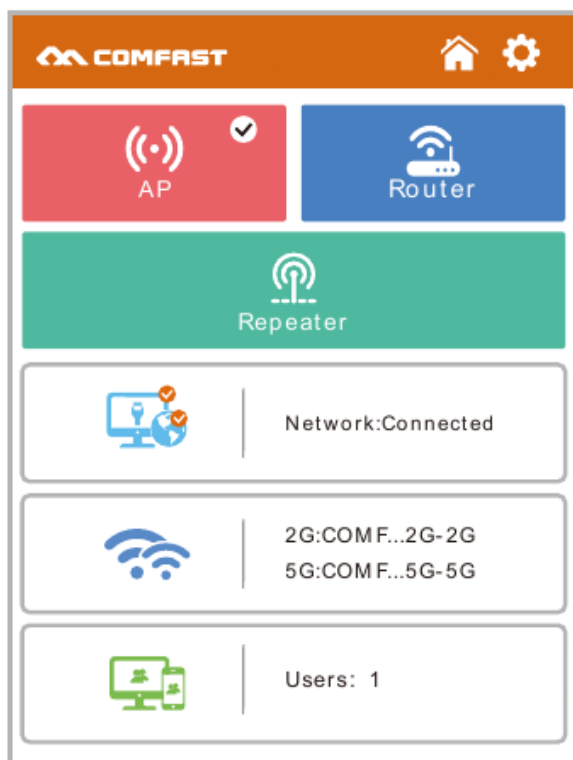 COMFAST
AP
Router
Repeater
Network:Connected
2G:COMF...2G-2G
5G:COMF...5G-5G
Users: 1